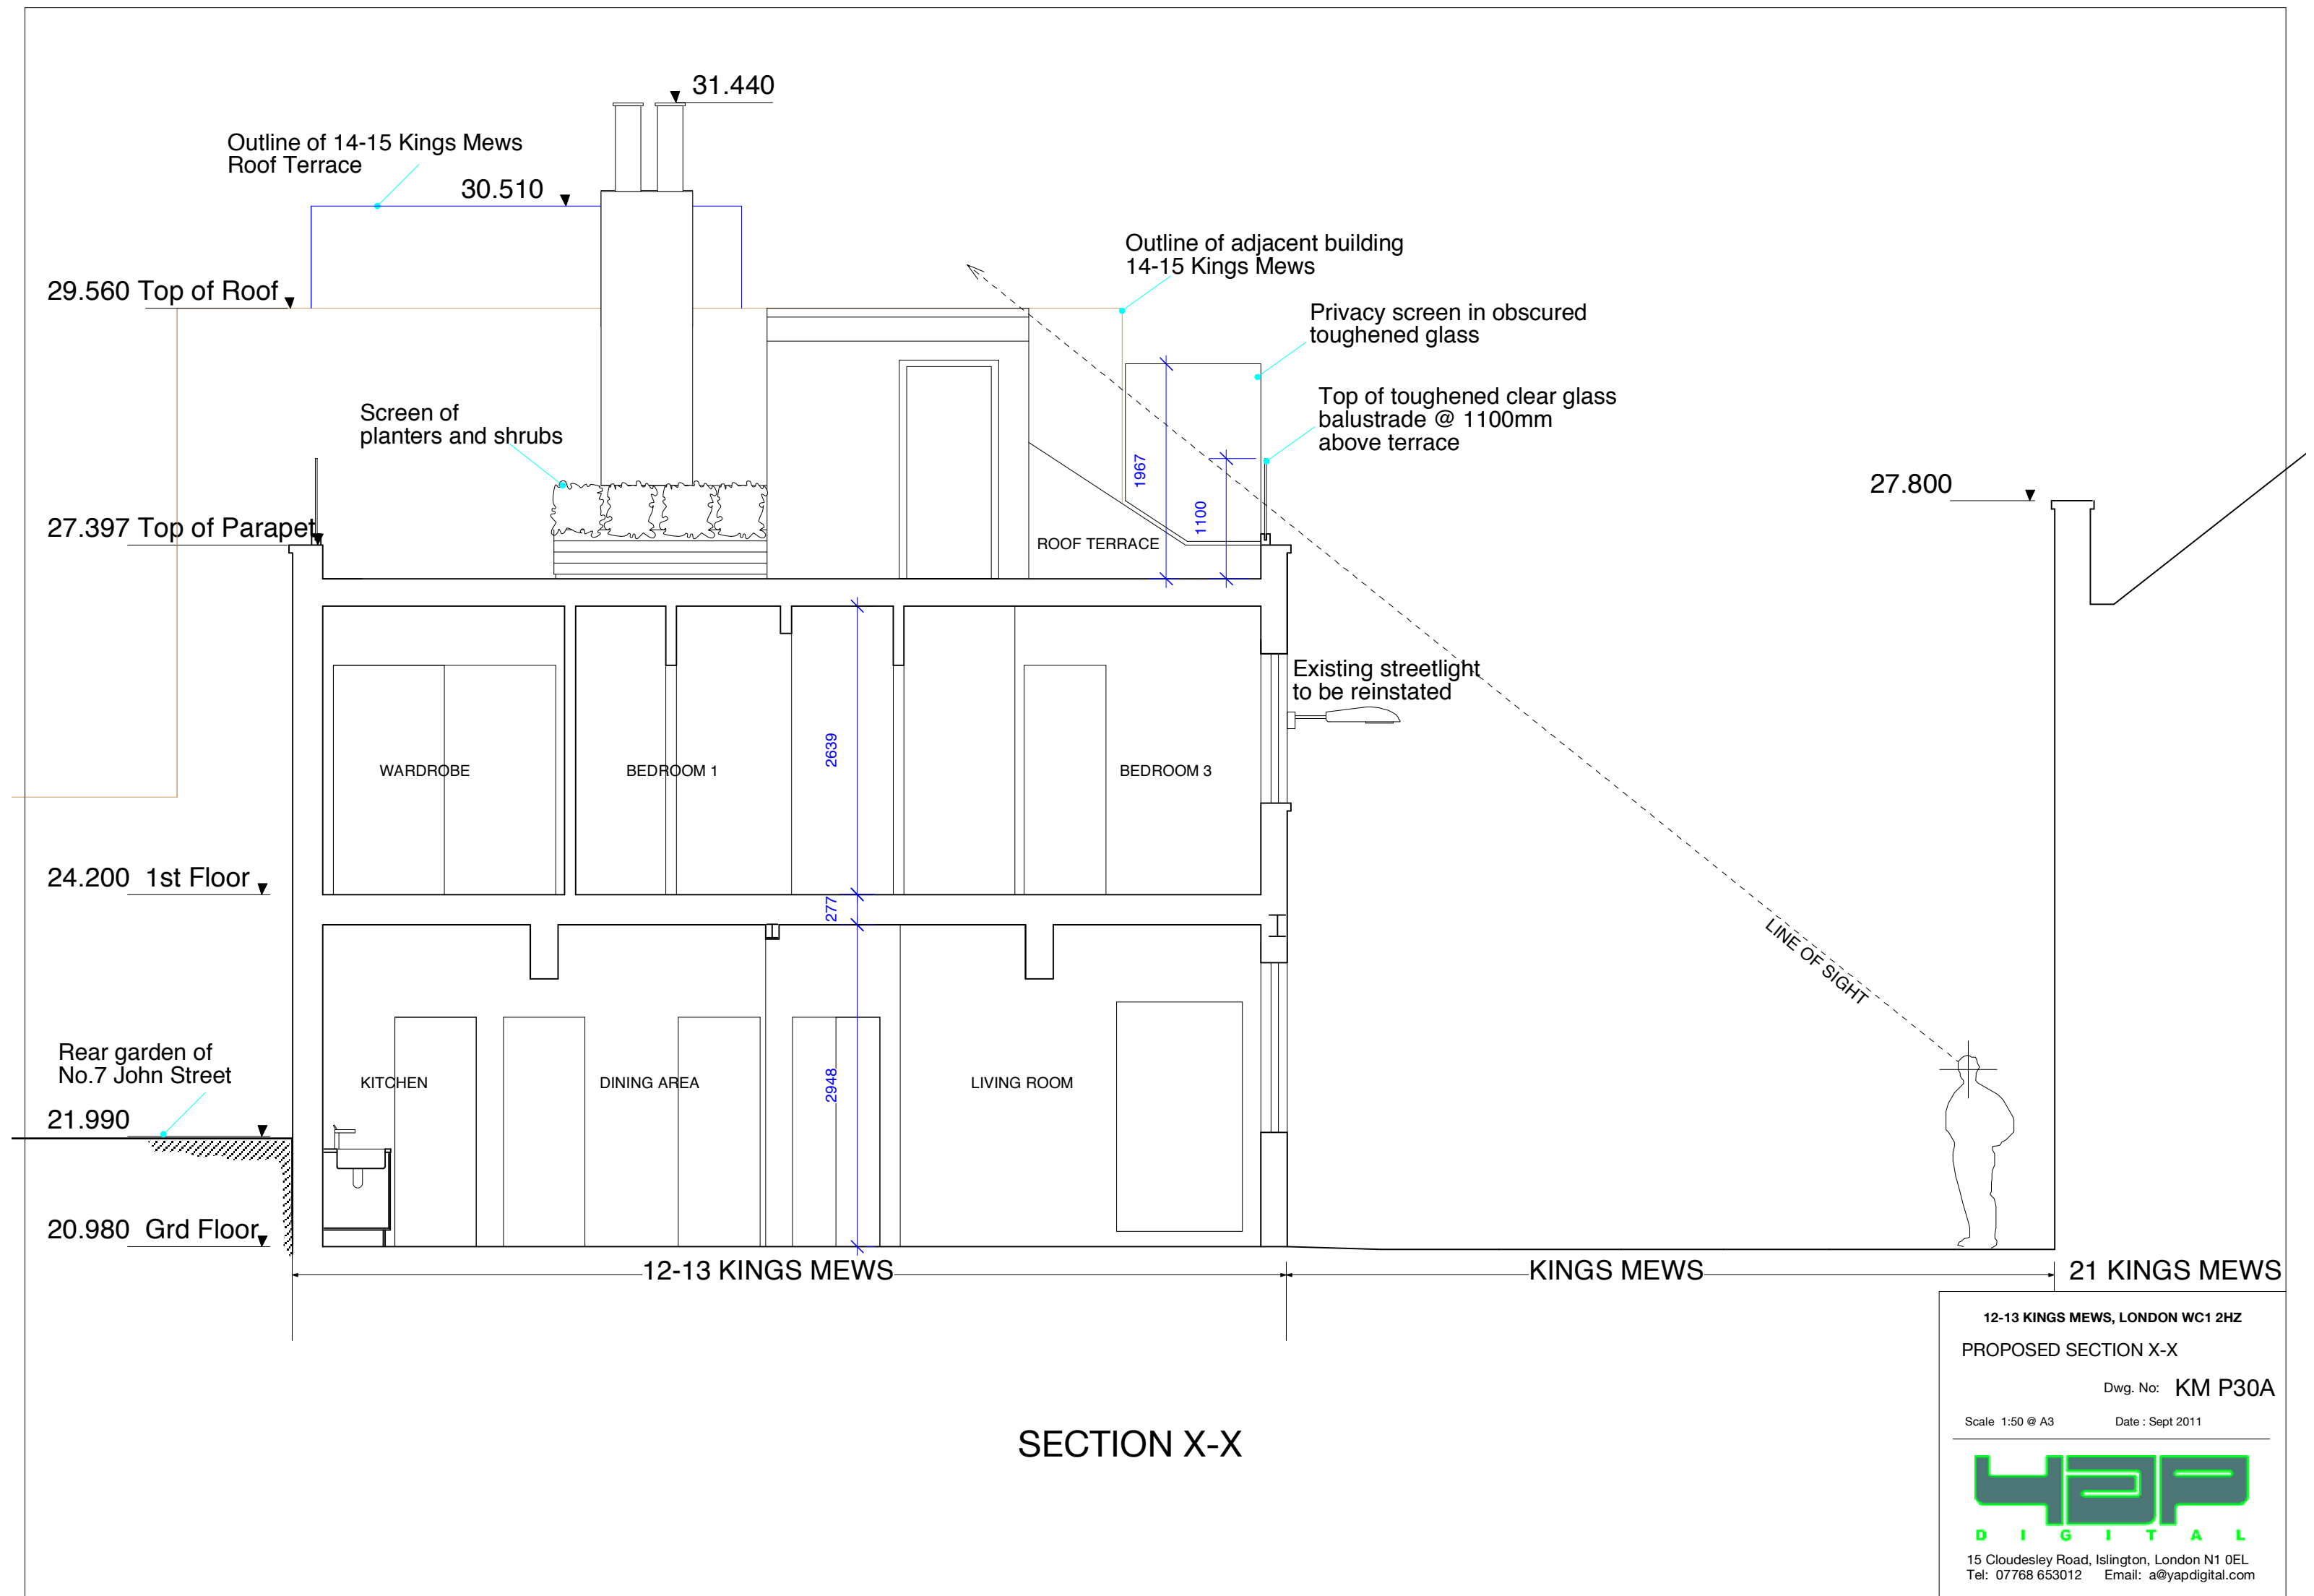 31.440
Outline of 14-15 Kings Mews
Roof Terrace
30.510
Outline of adjacent building
14-15 Kings Mews
29.560 Top of Roof
Privacy screen in obscured
toughened glass
Top of toughened clear glass
balustrade @ 1100mm
above terrace
Screen of
planters and shrubs
1967
1100
27.800
27.397 Top of Parapet
ROOF TERRACE
Existing streetlight
to be reinstated
2639
WARDROBE
BEDROOM 1
BEDROOM 3
24.200 1st Floor
277
LINE OF SIGHT
Rear garden of
No.7 John Street
KITCHEN
DINING AREA
2948
LIVING ROOM
21.990
20.980 Grd Floor
12-13 KINGS MEWS
KINGS MEWS
21 KINGS MEWS
12-13 KINGS MEWS, LONDON WC1 2HZ
PROPOSED SECTION X-X
Dwg. No: KM P30A
Scale 1:50 @ A3 Date : Sept 2011
SECTION X-X
YAP
DIGITAL
15 Cloudesley Road, Islington, London N1 0EL
Tel: 07768 653012 Email: a@yapdigital.com